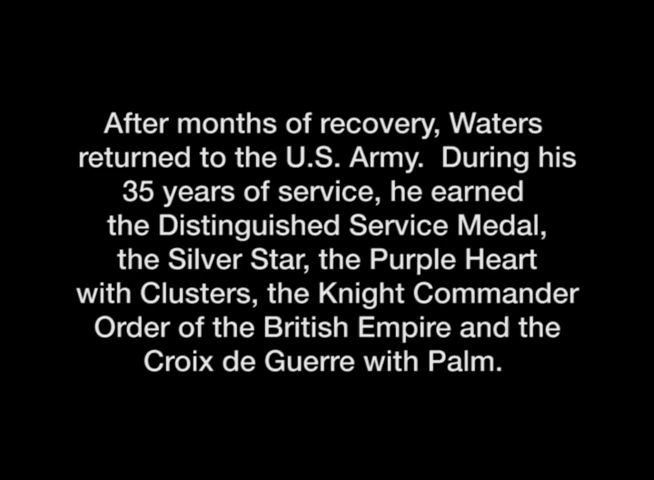 After months of recovery, Waters
returned to the U.S. Army.  During his
35 years of service, he earned
the Distinguished Service Medal,
the Silver Star, the Purple Heart
with Clusters, the Knight Commander
Order of the British Empire and the
Croix de Guerre with Palm.